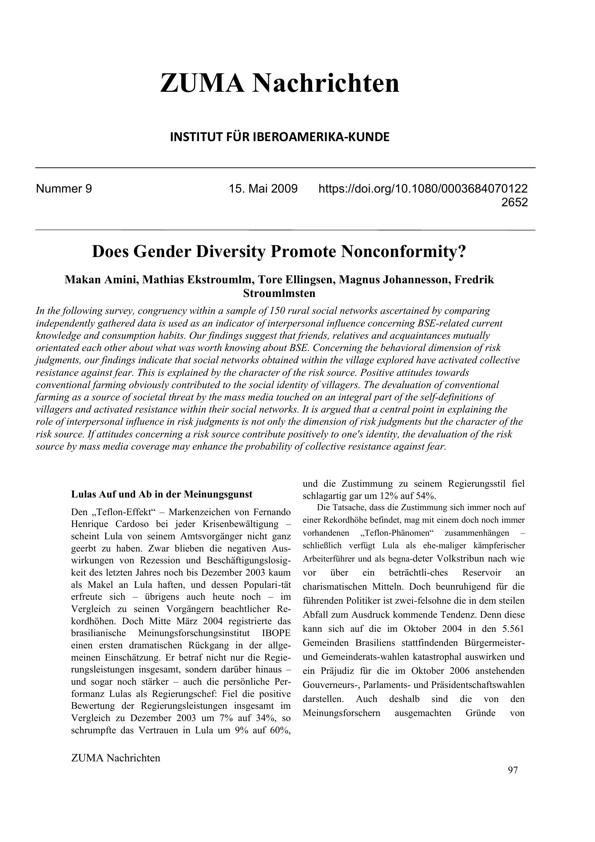 ZUMA Nachrichten
INSTITUT FÜR IBEROAMERIKA-KUNDE
Nummer 9 15. Mai 2009 https://doi.org/10.1080/0003684070122
2652
Does Gender Diversity Promote Nonconformity?
Makan Amini, Mathias Ekstroumlm, Tore Ellingsen, Magnus Johannesson, Fredrik
Stroumlmsten
In the following survey, congruency within a sample of 150 rural social networks ascertained by comparing
independently gathered data is used as an indicator of interpersonal influence concerning BSE-related current
knowledge and consumption habits. Our findings suggest that friends, relatives and acquaintances mutually
orientated each other about what was worth knowing about BSE. Concerning the behavioral dimension of risk
judgments, our findings indicate that social networks obtained within the village explored have activated collective
resistance against fear. This is explained by the character of the risk source. Positive attitudes towards
conventional farming obviously contributed to the social identity of villagers. The devaluation of conventional
farming as a source of societal threat by the mass media touched on an integral part of the self-definitions of
villagers and activated resistance within their social networks. It is argued that a central point in explaining the
role of interpersonal influence in risk judgments is not only the dimension of risk judgments but the character of the
risk source. If attitudes concerning a risk source contribute positively to one's identity, the devaluation of the risk
source by mass media coverage may enhance the probability of collective resistance against fear.
Lulas Auf und Ab in der Meinungsgunst
Den „Teflon-Effekt“ – Markenzeichen von Fernando
Henrique Cardoso bei jeder Krisenbewältigung –
scheint Lula von seinem Amtsvorgänger nicht ganz
geerbt zu haben. Zwar blieben die negativen Aus-
wirkungen von Rezession und Beschäftigungslosig-
keit des letzten Jahres noch bis Dezember 2003 kaum
als Makel an Lula haften, und dessen Populari-tät
erfreute sich – übrigens auch heute noch – im
Vergleich zu seinen Vorgängern beachtlicher Re-
kordhöhen. Doch Mitte März 2004 registrierte das
brasilianische Meinungsforschungsinstitut IBOPE
einen ersten dramatischen Rückgang in der allge-
meinen Einschätzung. Er betraf nicht nur die Regie-
rungsleistungen insgesamt, sondern darüber hinaus –
und sogar noch stärker – auch die persönliche Per-
formanz Lulas als Regierungschef: Fiel die positive
Bewertung der Regierungsleistungen insgesamt im
Vergleich zu Dezember 2003 um 7% auf 34%, so
schrumpfte das Vertrauen in Lula um 9% auf 60%,
und die Zustimmung zu seinem Regierungsstil fiel
schlagartig gar um 12% auf 54%.
Die Tatsache, dass die Zustimmung sich immer noch auf
einer Rekordhöhe befindet, mag mit einem doch noch immer
vorhandenen „Teflon-Phänomen“ zusammenhängen –
schließlich verfügt Lula als ehe-maliger kämpferischer
Arbeiterführer und als begna-deter Volkstribun nach wie
vor über ein beträchtli-ches Reservoir an
charismatischen Mitteln. Doch beunruhigend für die
führenden Politiker ist zwei-felsohne die in dem steilen
Abfall zum Ausdruck kommende Tendenz. Denn diese
kann sich auf die im Oktober 2004 in den 5.561
Gemeinden Brasiliens stattfindenden Bürgermeister-
und Gemeinderats-wahlen katastrophal auswirken und
ein Präjudiz für die im Oktober 2006 anstehenden
Gouverneurs-, Parlaments- und Präsidentschaftswahlen
darstellen. Auch deshalb sind die von den
Meinungsforschern ausgemachten Gründe von
ZUMA Nachrichten
97